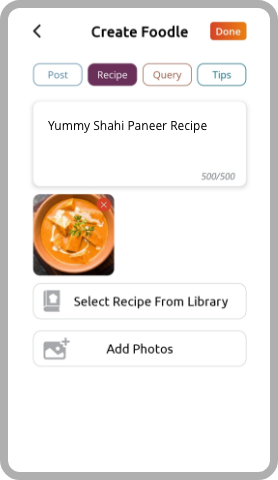 Create Foodle
Done
Post
Recipe
Query
Tips
Yummy Shahi Paneer Recipe
500/500
Select Recipe From Library
Add Photos